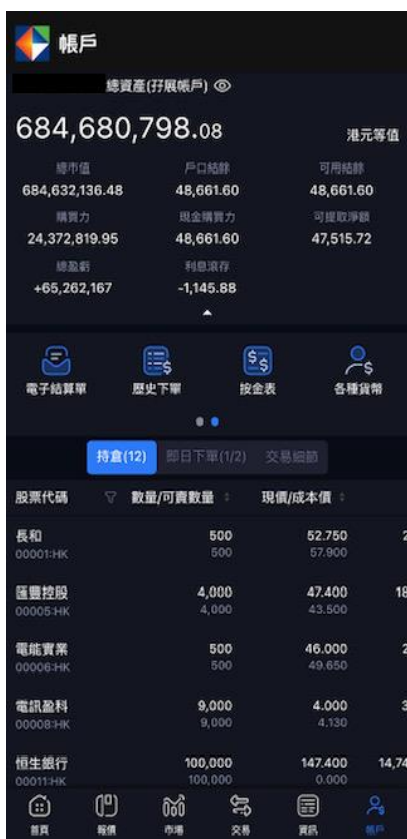 帳戶
總資產(孖展帳戶)
684,680,798.08 港元等值
總市值 戶口結餘 可用結餘
684,632,136.48 48,661.60 48,661.60
購買力 現金購買力 可提取淨額
24,372,819.95 48,661.60 47,515.72
總盈虧 利息滾存
+65,262,167 -1,145.88
電子結算單 歷史下單 按金表 各種貨幣
持倉(12) 即日下單(1/2) 交易細節
股票代碼 數量/可賣數量 現價/成本價
長和 500 52.750 2
00001:HK 500 57.900
匯豐控股 4,000 47.400 18
00005:HK 4,000 43.500
電能實業 500 46.000 2
00006:HK 500 49.650
電訊盈科 9,000 4.000 3
00008:HK 9,000 4.130
恒生銀行 100,000 147.400 14,74
00011:HK 100,000 0.000
首頁 報價 市場 交易 資訊 帳戶